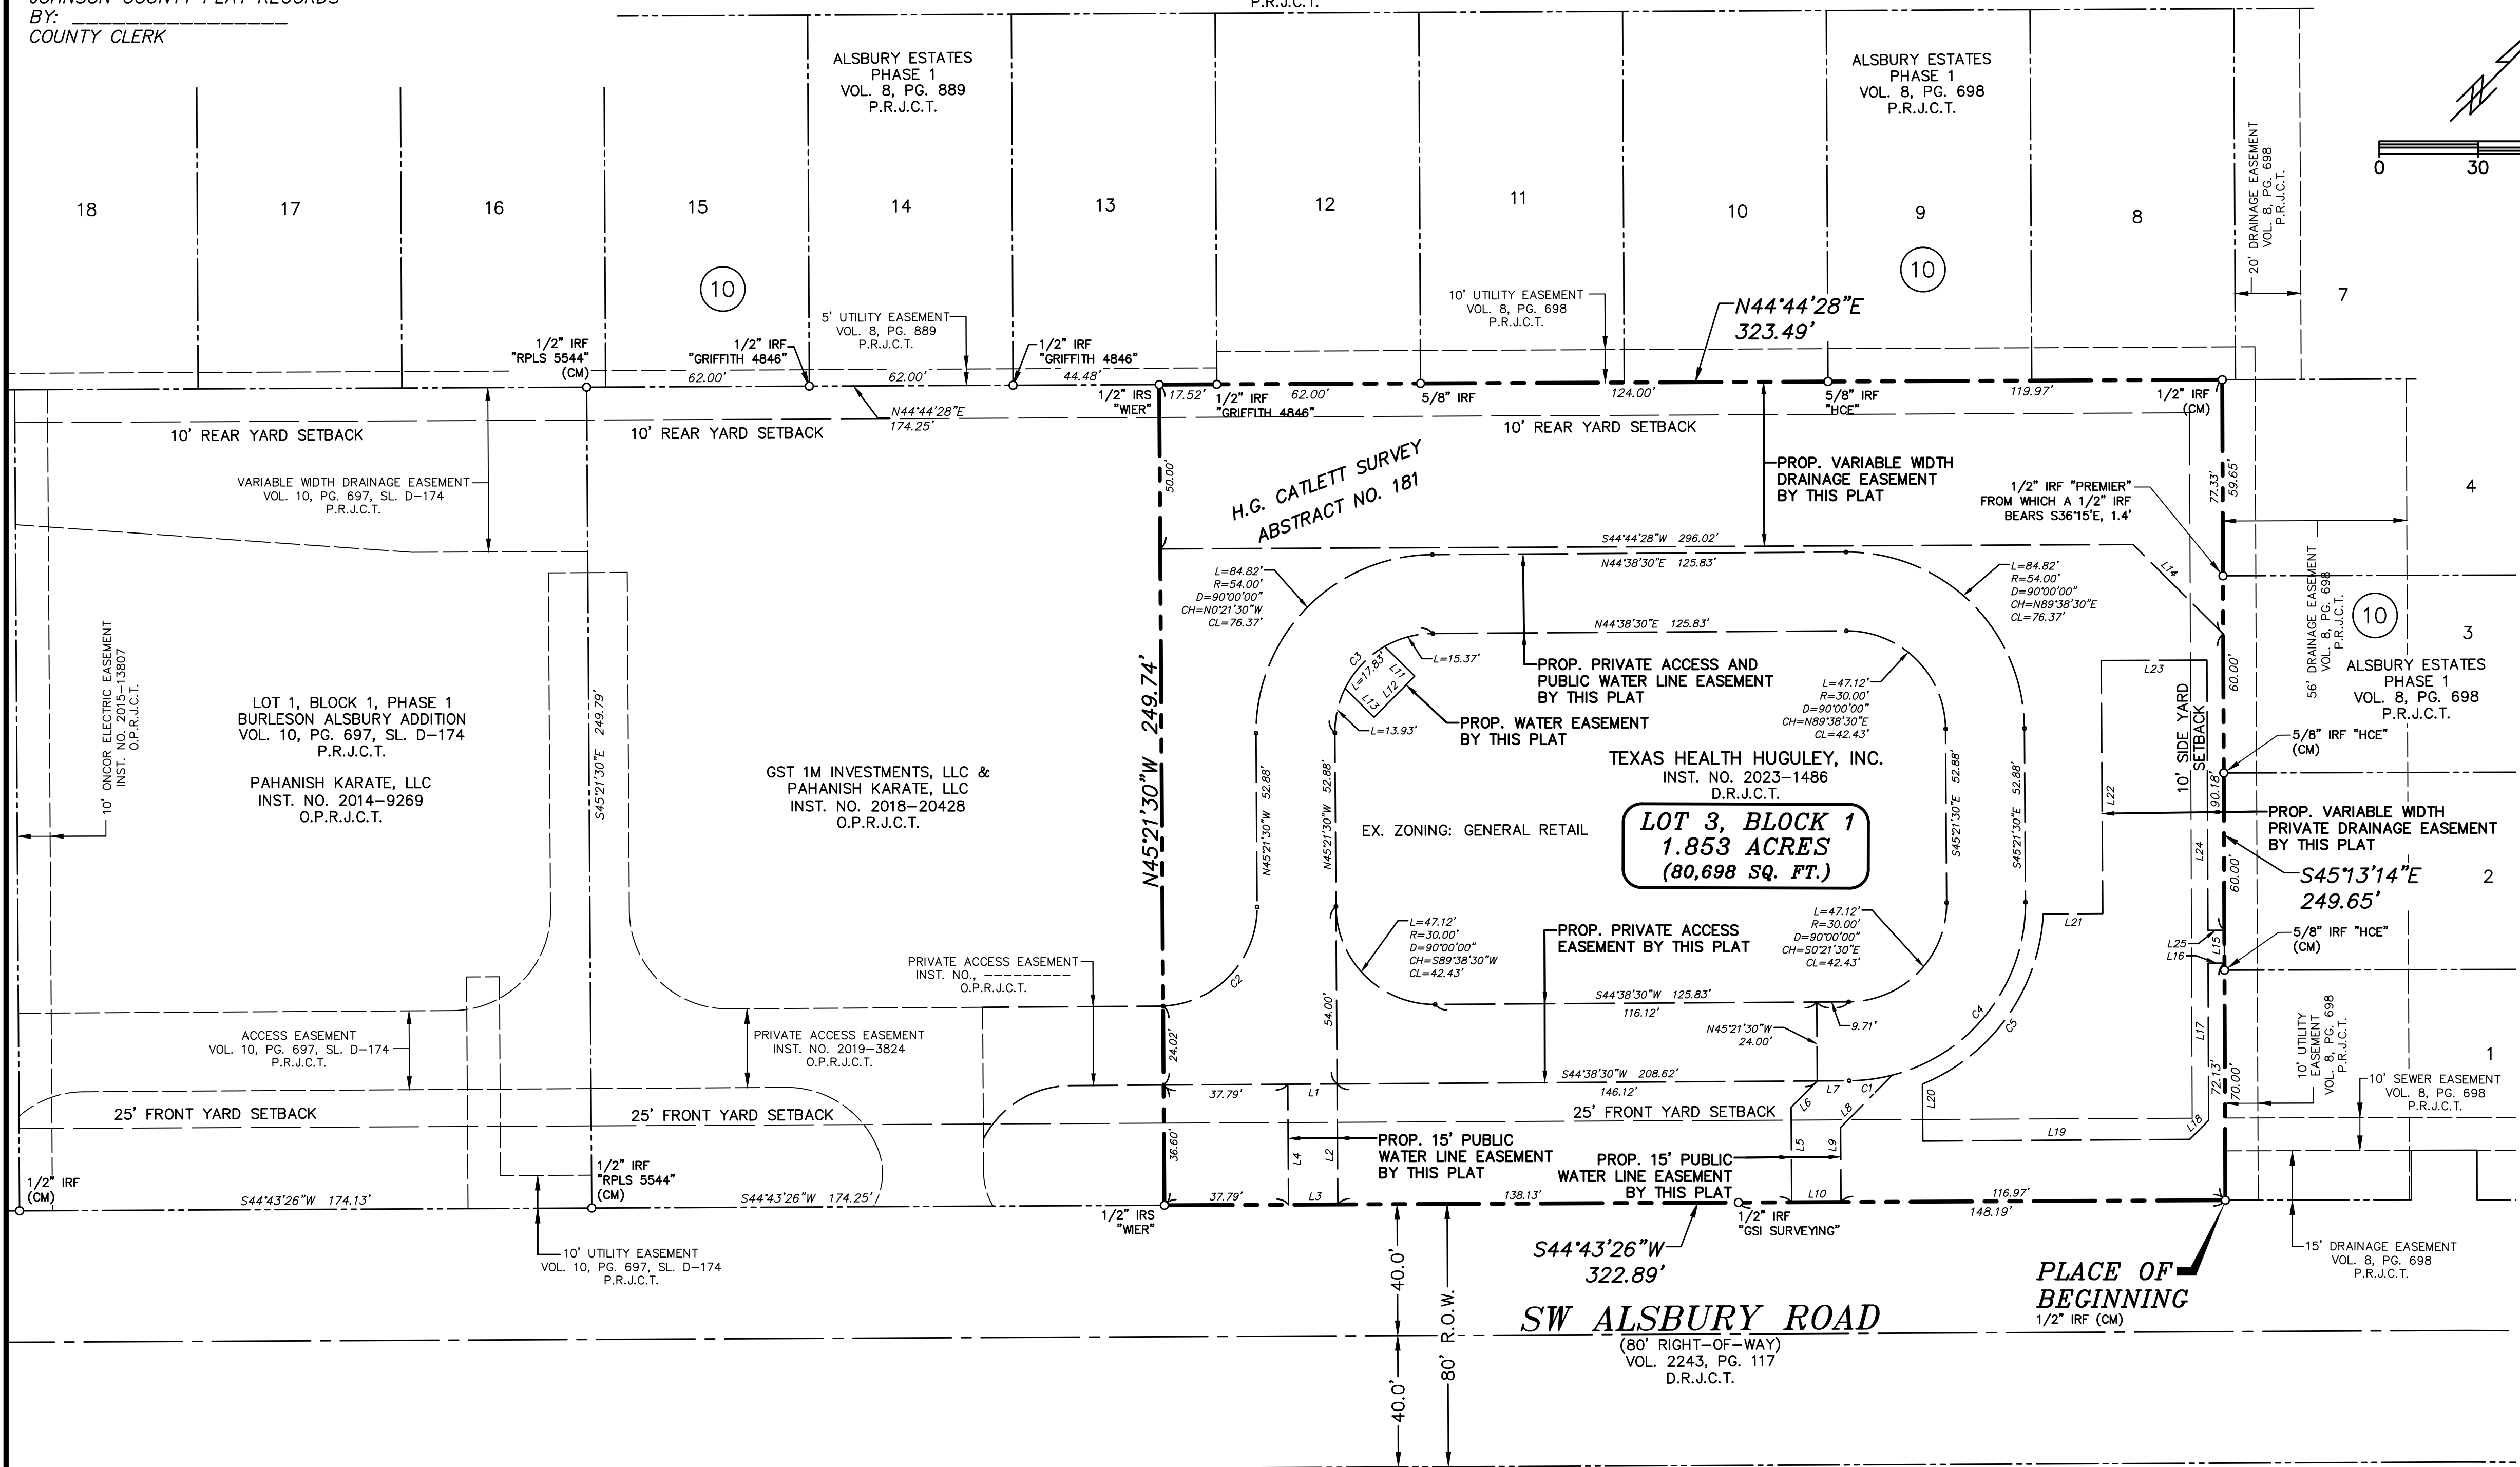 JOHNSON COUNTY PLAT RECORDS
BY: ________________
COUNTY CLERK
P.R.J.C.T.
ALSBURY ESTATES
PHASE 1
VOL. 8, PG. 889
P.R.J.C.T.
ALSBURY ESTATES
PHASE 1
VOL. 8, PG. 698
P.R.J.C.T.
20' DRAINAGE EASEMENT
VOL. 8, PG. 698
P.R.J.C.T.
0
30
18
17
16
15
14
13
12
11
10
9
8
7
10
10
5' UTILITY EASEMENT
VOL. 8, PG. 889
P.R.J.C.T.
10' UTILITY EASEMENT
VOL. 8, PG. 698
P.R.J.C.T.
N44°44'28"E
323.49'
1/2" IRF
"RPLS 5544"
(CM)
1/2" IRF
"GRIFFITH 4846"
1/2" IRF
"GRIFFITH 4846"
62.00'
62.00'
44.48'
N44°44'28"E
174.25'
1/2" IRS
"WIER"
17.52'
1/2" IRF
"GRIFFITH 4846"
62.00'
5/8" IRF
124.00'
5/8" IRF
"HCE"
119.97'
1/2" IRF
(CM)
10' REAR YARD SETBACK
10' REAR YARD SETBACK
10' REAR YARD SETBACK
VARIABLE WIDTH DRAINAGE EASEMENT
VOL. 10, PG. 697, SL. D-174
P.R.J.C.T.
50.00'
H.G. CATLETT SURVEY
ABSTRACT NO. 181
PROP. VARIABLE WIDTH
DRAINAGE EASEMENT
BY THIS PLAT
1/2" IRF "PREMIER"
FROM WHICH A 1/2" IRF
BEARS S36°15'E, 1.4'
77.33'
59.65'
4
S44°44'28"W 296.02'
N44°38'30"E 125.83'
L14
L=84.82'
R=54.00'
D=90°00'00"
CH=N0°21'30"W
CL=76.37'
L=84.82'
R=54.00'
D=90°00'00"
CH=N89°38'30"E
CL=76.37'
56' DRAINAGE EASEMENT
VOL. 8, PG. 698
P.R.J.C.T.
10
3
ALSBURY ESTATES
PHASE 1
VOL. 8, PG. 698
P.R.J.C.T.
10' ONCOR ELECTRIC EASEMENT
INST. NO. 2015-13807
O.P.R.J.C.T.
N44°38'30"E 125.83'
C3
L=17.83'
L11
L12
L13
L=15.37'
L=13.93'
PROP. PRIVATE ACCESS AND
PUBLIC WATER LINE EASEMENT
BY THIS PLAT
PROP. WATER EASEMENT
BY THIS PLAT
L=47.12'
R=30.00'
D=90°00'00"
CH=N89°38'30"E
CL=42.43'
L23
60.00'
10' SIDE YARD
SETBACK
5/8" IRF "HCE"
(CM)
LOT 1, BLOCK 1, PHASE 1
BURLESON ALSBURY ADDITION
VOL. 10, PG. 697, SL. D-174
P.R.J.C.T.
PAHANISH KARATE, LLC
INST. NO. 2014-9269
O.P.R.J.C.T.
S45°21'30"E 249.79'
GST 1M INVESTMENTS, LLC &
PAHANISH KARATE, LLC
INST. NO. 2018-20428
O.P.R.J.C.T.
N45°21'30"W 249.74'
N45°21'30"W 52.88'
N45°21'30"W 52.88'
TEXAS HEALTH HUGULEY, INC.
INST. NO. 2023-1486
D.R.J.C.T.
EX. ZONING: GENERAL RETAIL
LOT 3, BLOCK 1
1.853 ACRES
(80,698 SQ. FT.)
S45°21'30"E 52.88'
S45°21'30"E 52.88'
L22
L24
190.18'
60.00'
PROP. VARIABLE WIDTH
PRIVATE DRAINAGE EASEMENT
BY THIS PLAT
S45°13'14"E
249.65'
2
L21
L25
L15
L16
5/8" IRF "HCE"
(CM)
L=47.12'
R=30.00'
D=90°00'00"
CH=S89°38'30"W
CL=42.43'
PROP. PRIVATE ACCESS
EASEMENT BY THIS PLAT
L=47.12'
R=30.00'
D=90°00'00"
CH=S0°21'30"E
CL=42.43'
PRIVATE ACCESS EASEMENT
INST. NO., _________
O.P.R.J.C.T.
C2
54.00'
S44°38'30"W 125.83'
116.12'
9.71'
C4
C5
L17
10' UTILITY
EASEMENT
VOL. 8, PG. 698
P.R.J.C.T.
1
ACCESS EASEMENT
VOL. 10, PG. 697, SL. D-174
P.R.J.C.T.
PRIVATE ACCESS EASEMENT
INST. NO. 2019-3824
O.P.R.J.C.T.
24.02'
N45°21'30"W
24.00'
S44°38'30"W 208.62'
146.12'
37.79'
L1
L7
C1
L6
L8
L20
L18
L19
72.13'
70.00'
10' SEWER EASEMENT
VOL. 8, PG. 698
P.R.J.C.T.
25' FRONT YARD SETBACK
25' FRONT YARD SETBACK
25' FRONT YARD SETBACK
36.60'
L4
L2
PROP. 15' PUBLIC
WATER LINE EASEMENT
BY THIS PLAT
PROP. 15' PUBLIC
WATER LINE EASEMENT
BY THIS PLAT
L5
L9
1/2" IRF
(CM)
S44°43'26"W 174.13'
1/2" IRF
"RPLS 5544"
(CM)
S44°43'26"W 174.25'
1/2" IRS
"WIER"
37.79'
L3
138.13'
L10
116.97'
148.19'
1/2" IRF
"GSI SURVEYING"
10' UTILITY EASEMENT
VOL. 10, PG. 697, SL. D-174
P.R.J.C.T.
S44°43'26"W
322.89'
15' DRAINAGE EASEMENT
VOL. 8, PG. 698
P.R.J.C.T.
PLACE OF
BEGINNING
1/2" IRF (CM)
40.0'
40.0'
80' R.O.W.
SW ALSBURY ROAD
(80' RIGHT-OF-WAY)
VOL. 2243, PG. 117
D.R.J.C.T.